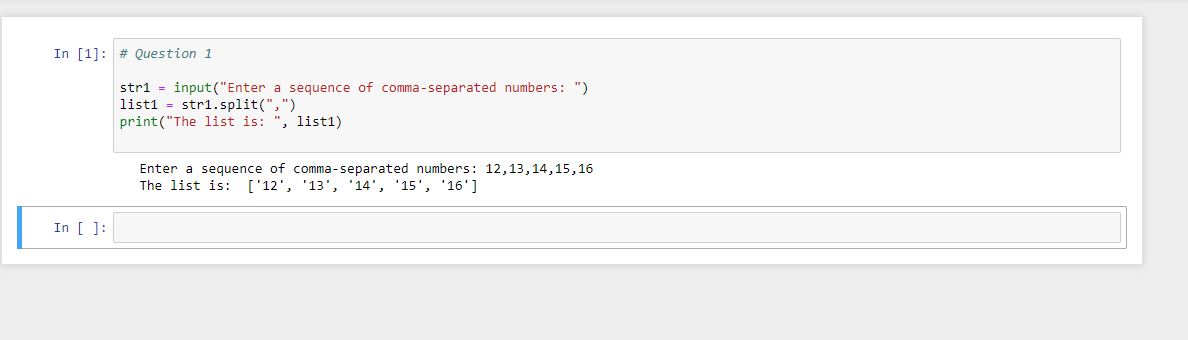 In [1]: # Question 1
str1 = input("Enter a sequence of comma-separated numbers: ")
list1 = str1.split(",")
print("The list is: ", list1)
Enter a sequence of comma-separated numbers: 12,13,14,15,16
The list is:  ['12', '13', '14', '15', '16']
In [ ]: